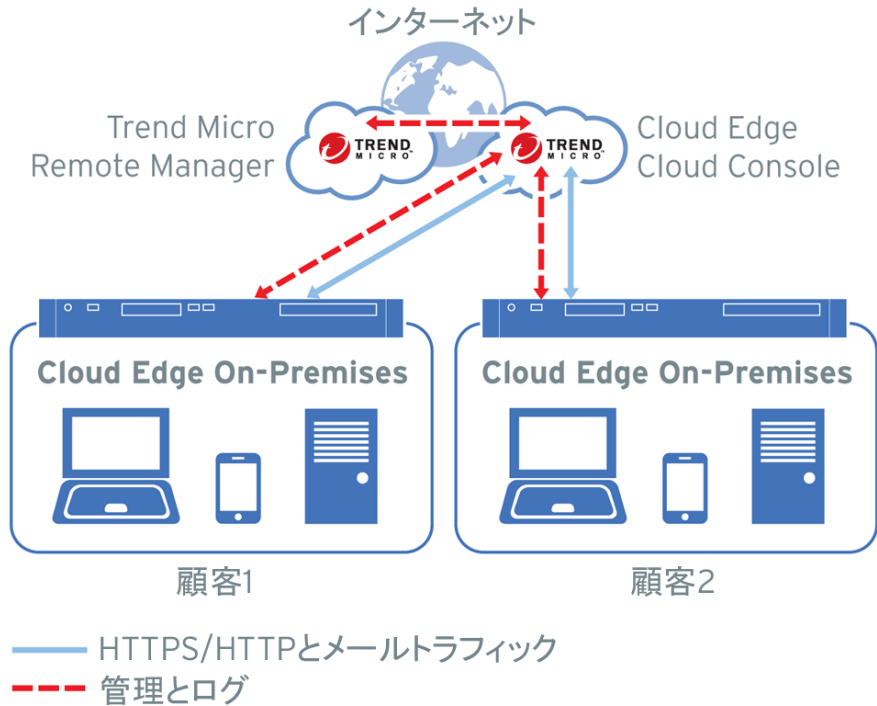 インターネット
Trend Micro
Remote Manager
TREND
MICRO
TREND
MICRO
Cloud Edge
Cloud Console
Cloud Edge On-Premises
Cloud Edge On-Premises
顧客1
顧客2
HTTPS/HTTPとメールトラフィック
管理とログ